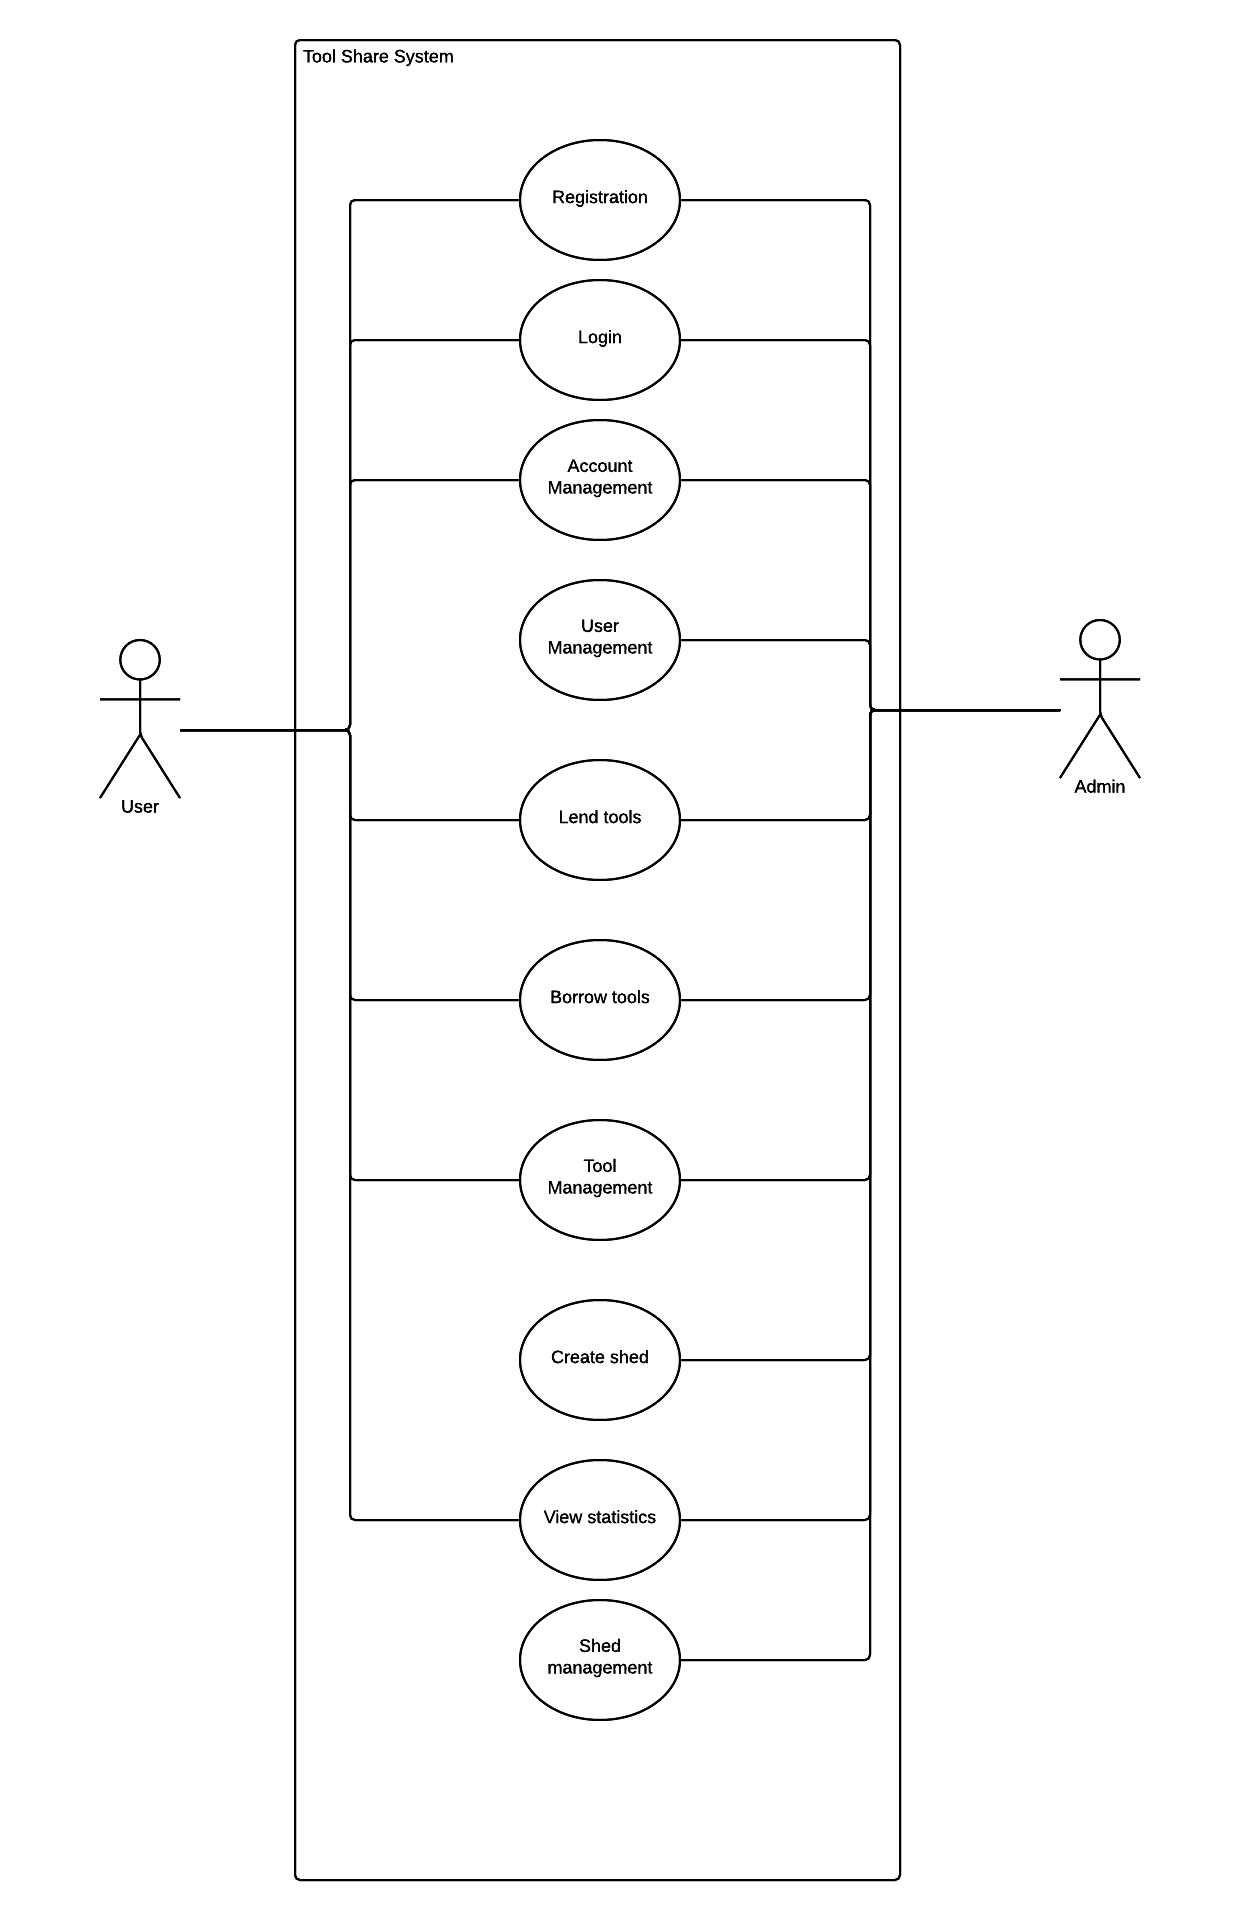 Tool Share System
Registration
Login
Account
Management
User
Management
User
Admin
Lend tools
Borrow tools
Tool
Management
Create shed
View statistics
Shed
management